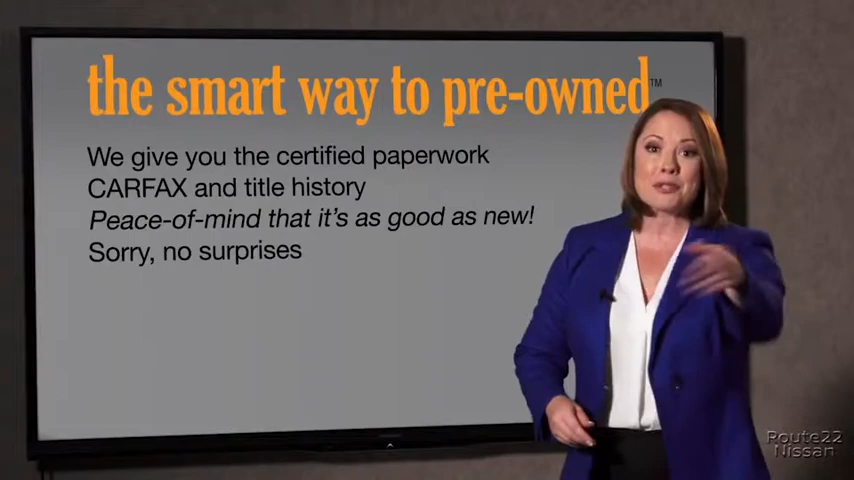 the smart way to pre-owned™
We give you the certified paperwork
CARFAX and title history
Peace-of-mind that it's as good as new!
Sorry, no surprises
Route22
Nissan